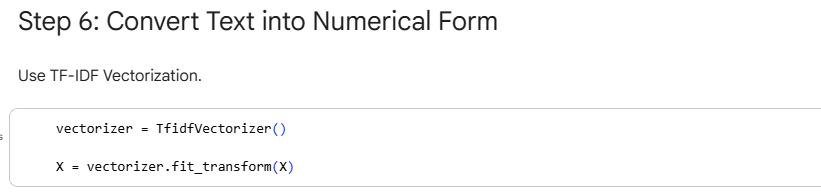 Step 6: Convert Text into Numerical Form
Use TF-IDF Vectorization.
vectorizer = TfidfVectorizer()
X = vectorizer.fit_transform(X)